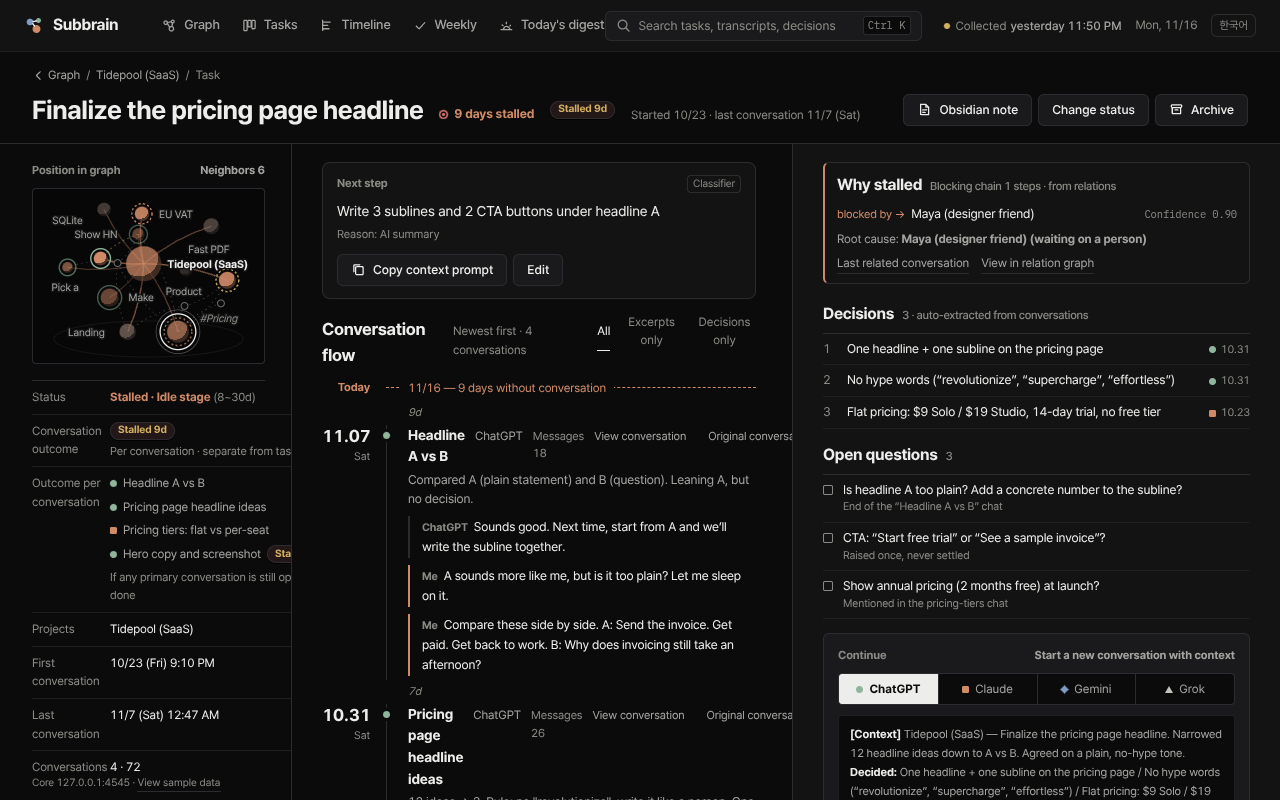 Subbrain
Graph
Tasks
Timeline
Weekly
Today's digest
Search tasks, transcripts, decisions
Ctrl K
Collected yesterday 11:50 PM
Mon, 11/16
한국어
Graph / Tidepool (SaaS) / Task
Finalize the pricing page headline
9 days stalled
Stalled 9d
Started 10/23 · last conversation 11/7 (Sat)
Obsidian note
Change status
Archive
Position in graph
Neighbors 6
SQLite
EU VAT
Show HN
Fast PDF
Tidepool (SaaS)
Pick a
Make
Product
#Pricing
Landing
Status
Stalled · Idle stage (8–30d)
Conversation
outcome
Stalled 9d
Per conversation · separate from tas
Outcome per
conversation
Headline A vs B
Pricing page headline ideas
Pricing tiers: flat vs per-seat
Hero copy and screenshot
Sta
If any primary conversation is still op
done
Projects
Tidepool (SaaS)
First
conversation
10/23 (Fri) 9:10 PM
Last
conversation
11/7 (Sat) 12:47 AM
Conversations
4 · 72
Core 127.0.0.1:4545 · View sample data
Next step
Classifier
Write 3 sublines and 2 CTA buttons under headline A
Reason: AI summary
Copy context prompt
Edit
Conversation
flow
Newest first · 4
conversations
All
Excerpts
only
Decisions
only
Today
11/16 — 9 days without conversation
9d
11.07
Sat
Headline
A vs B
ChatGPT
Messages
18
View conversation
Original conversa
Compared A (plain statement) and B (question). Leaning A, but
no decision.
ChatGPT Sounds good. Next time, start from A and we'll
write the subline together.
Me A sounds more like me, but is it too plain? Let me sleep
on it.
Me Compare these side by side. A: Send the invoice. Get
paid. Get back to work. B: Why does invoicing still take an
afternoon?
7d
10.31
Sat
Pricing
page
headline
ideas
ChatGPT
Messages
26
View conversation
Original conversa
Why stalled
Blocking chain 1 steps · from relations
blocked by → Maya (designer friend)
Confidence 0.90
Root cause: Maya (designer friend) (waiting on a person)
Last related conversation
View in relation graph
Decisions
3 · auto-extracted from conversations
1 One headline + one subline on the pricing page 10.31
2 No hype words (“revolutionize”, “supercharge”, “effortless”) 10.31
3 Flat pricing: $9 Solo / $19 Studio, 14-day trial, no free tier 10.23
Open questions 3
Is headline A too plain? Add a concrete number to the subline?
End of the “Headline A vs B” chat
CTA: “Start free trial” or “See a sample invoice”?
Raised once, never settled
Show annual pricing (2 months free) at launch?
Mentioned in the pricing-tiers chat
Continue
Start a new conversation with context
ChatGPT
Claude
Gemini
Grok
[Context] Tidepool (SaaS) — Finalize the pricing page headline. Narrowed
12 headline ideas down to A vs B. Agreed on a plain, no-hype tone.
Decided: One headline + one subline on the pricing page / No hype words
(“revolutionize”, “supercharge”, “effortless”) / Flat pricing: $9 Solo / $19